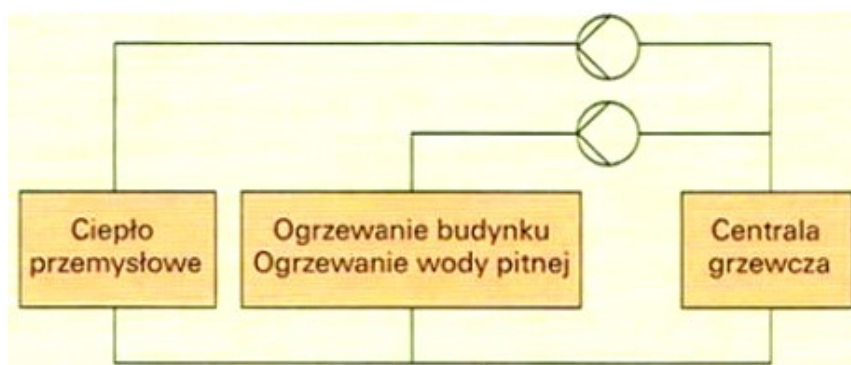 Ciepło
przemysłowe
Ogrzewanie budynku
Ogrzewanie wody pitnej
Centrala
grzewcza